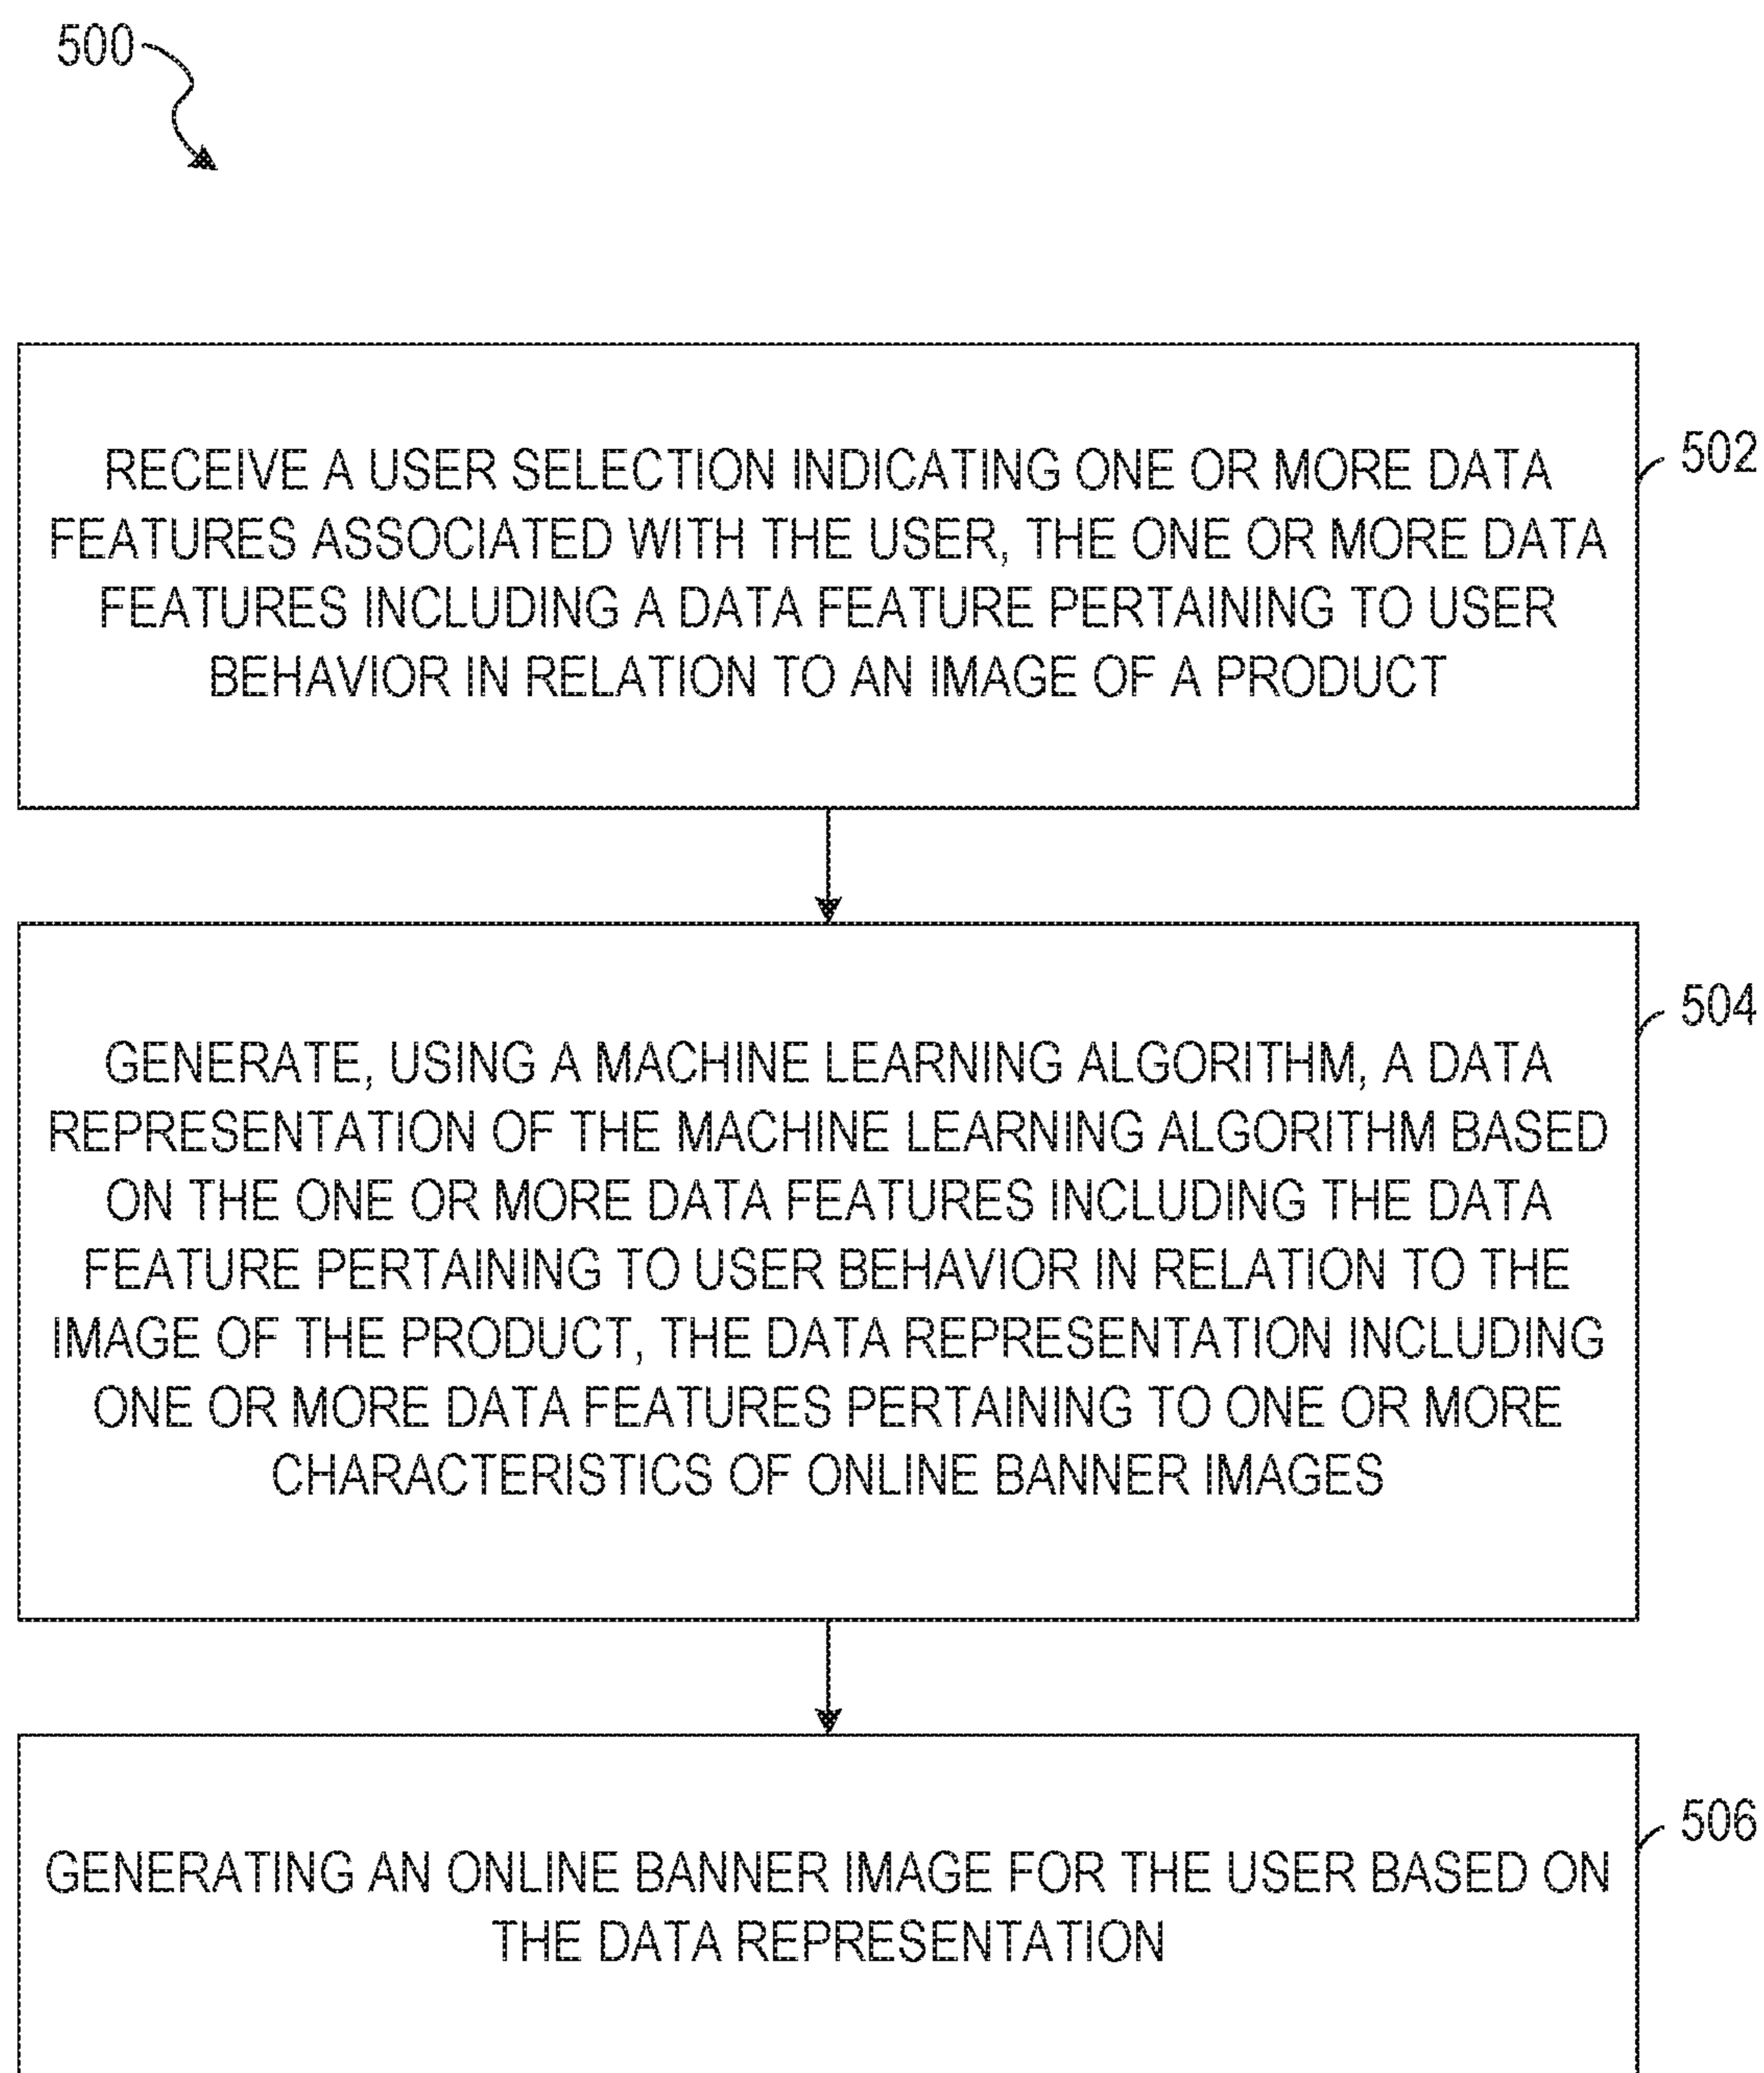 500
RECEIVE A USER SELECTION INDICATING ONE OR MORE DATA
FEATURES ASSOCIATED WITH THE USER, THE ONE OR MORE DATA
FEATURES INCLUDING A DATA FEATURE PERTAINING TO USER
BEHAVIOR IN RELATION TO AN IMAGE OF A PRODUCT
502
GENERATE, USING A MACHINE LEARNING ALGORITHM, A DATA
REPRESENTATION OF THE MACHINE LEARNING ALGORITHM BASED
ON THE ONE OR MORE DATA FEATURES INCLUDING THE DATA
FEATURE PERTAINING TO USER BEHAVIOR IN RELATION TO THE
IMAGE OF THE PRODUCT, THE DATA REPRESENTATION INCLUDING
ONE OR MORE DATA FEATURES PERTAINING TO ONE OR MORE
CHARACTERISTICS OF ONLINE BANNER IMAGES
504
GENERATING AN ONLINE BANNER IMAGE FOR THE USER BASED ON
THE DATA REPRESENTATION
506